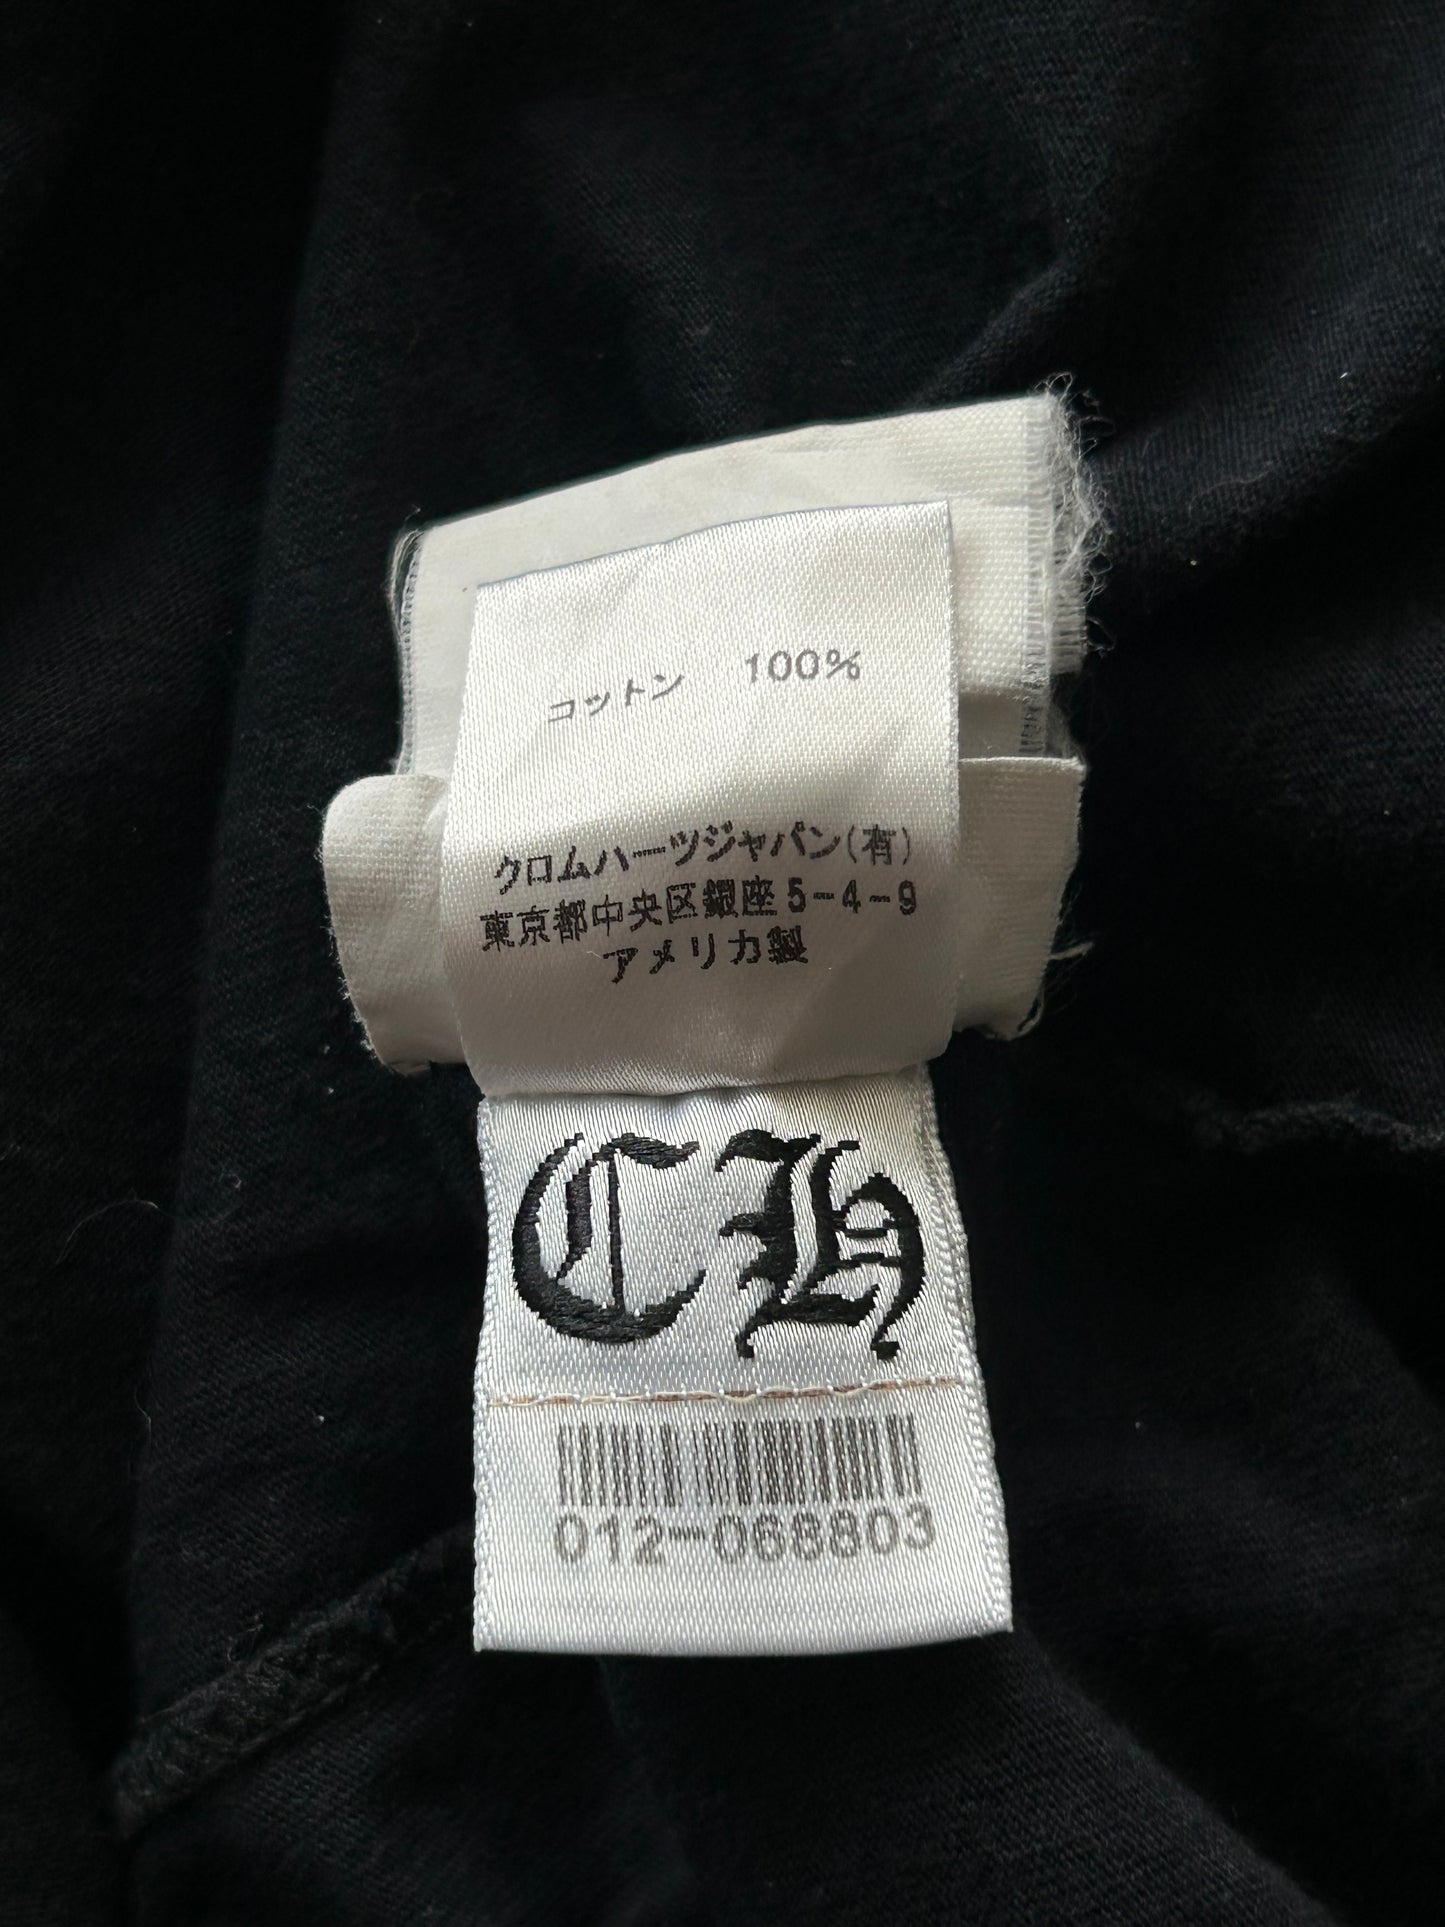 コットン 100%
クロムハーツジャパン(有)
東京都中央区銀座5-4-9
アメリカ製
CH
012-068803